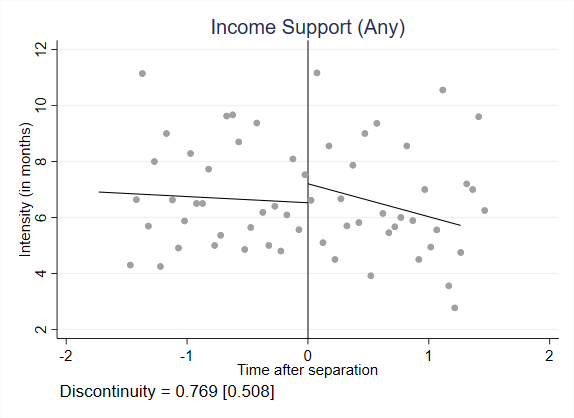 Income Support (Any)
Intensity (in months)
12
10
8
6
4
2
-2
-1
0
1
2
Time after separation
Discontinuity = 0.769 [0.508]